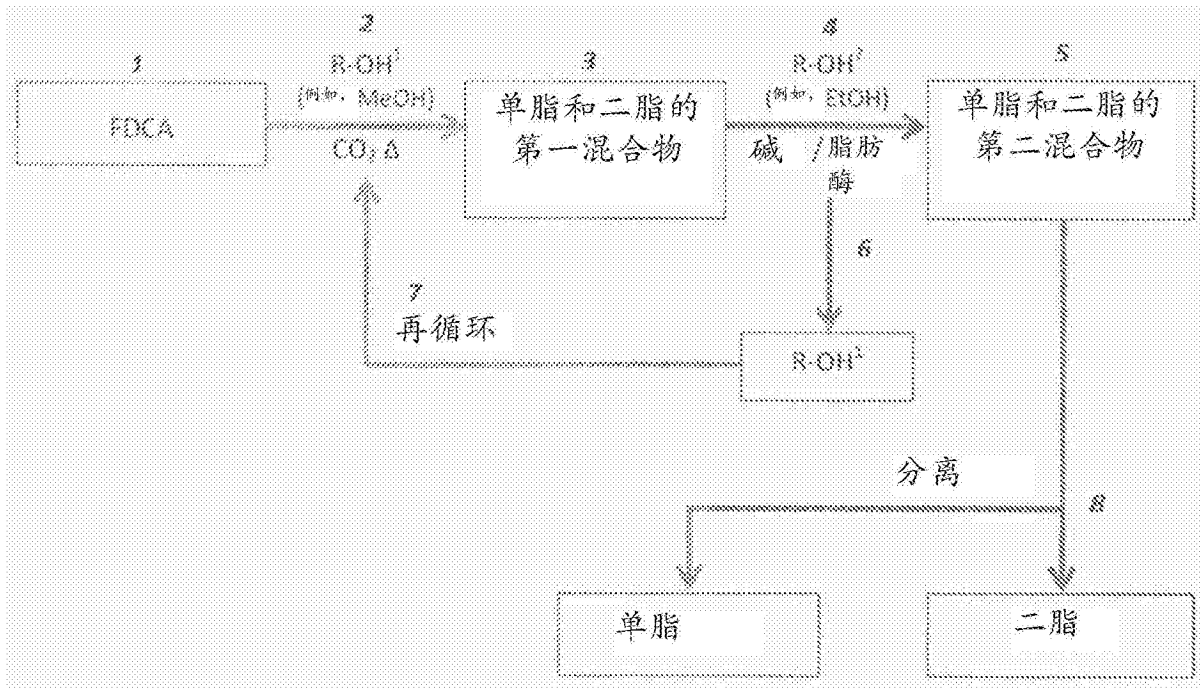 1
FDCA
2
R-OH¹
(例如，MeOH)
CO₂ Δ
3
单脂和二脂的
第一混合物
4
R-OH²
(例如，EtOH)
碱 /脂肪
酶
5
单脂和二脂的
第二混合物
6
7
再循环
R-OH
分离
8
单脂
二脂